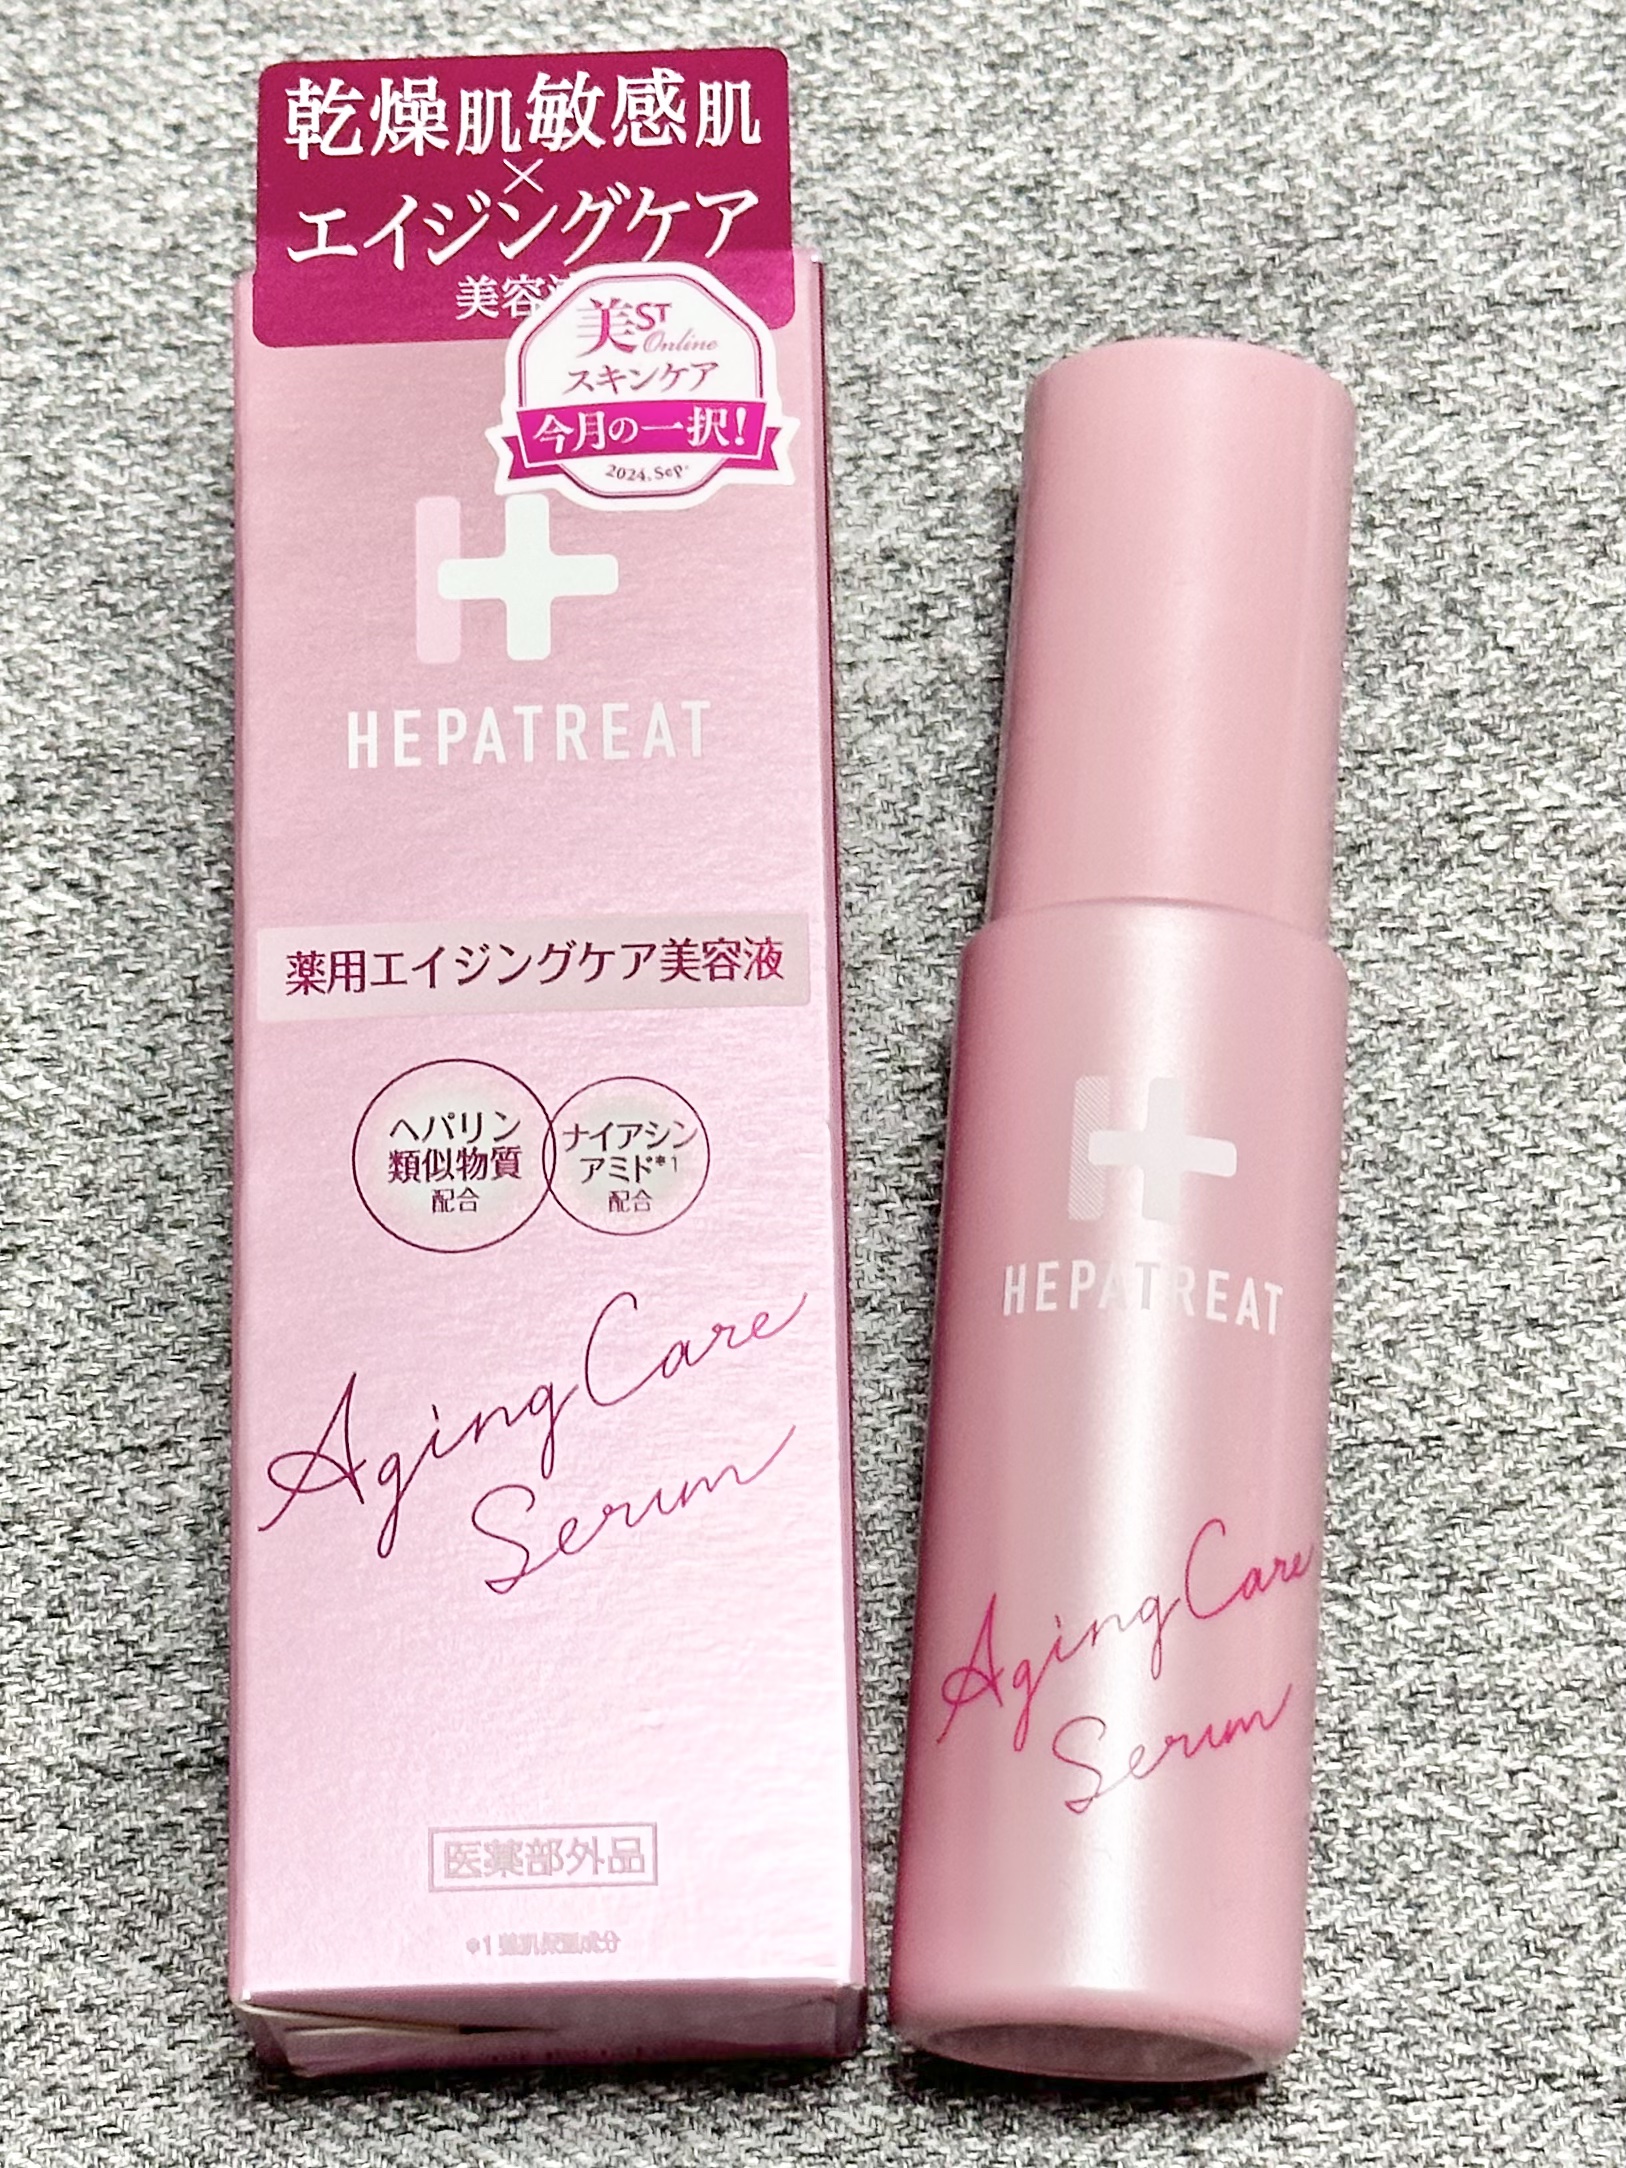 乾燥肌敏感肌
×
エイジングケア
美容
美ST
Online
スキンケア
今月の一択!
2024.Sep.
H
HEPATREAT
薬用エイジングケア美容液
ヘパリン
類似物質
配合
ナイアシン
アミド*1
配合
Aging Care
Serum
医薬部外品
H
HEPATREAT
Aging Care
Serum